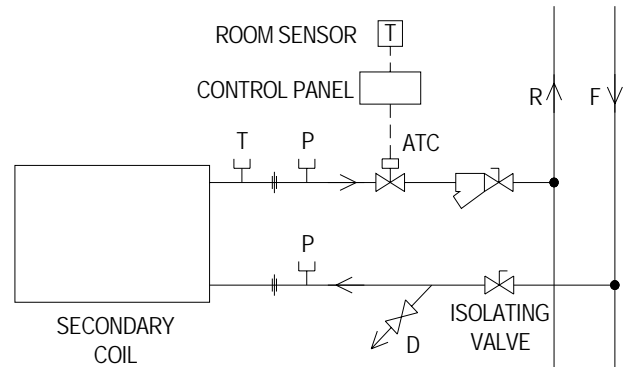 ROOM SENSOR T
CONTROL PANEL
R F
T P ATC
P
D
ISOLATING
VALVE
SECONDARY
COIL